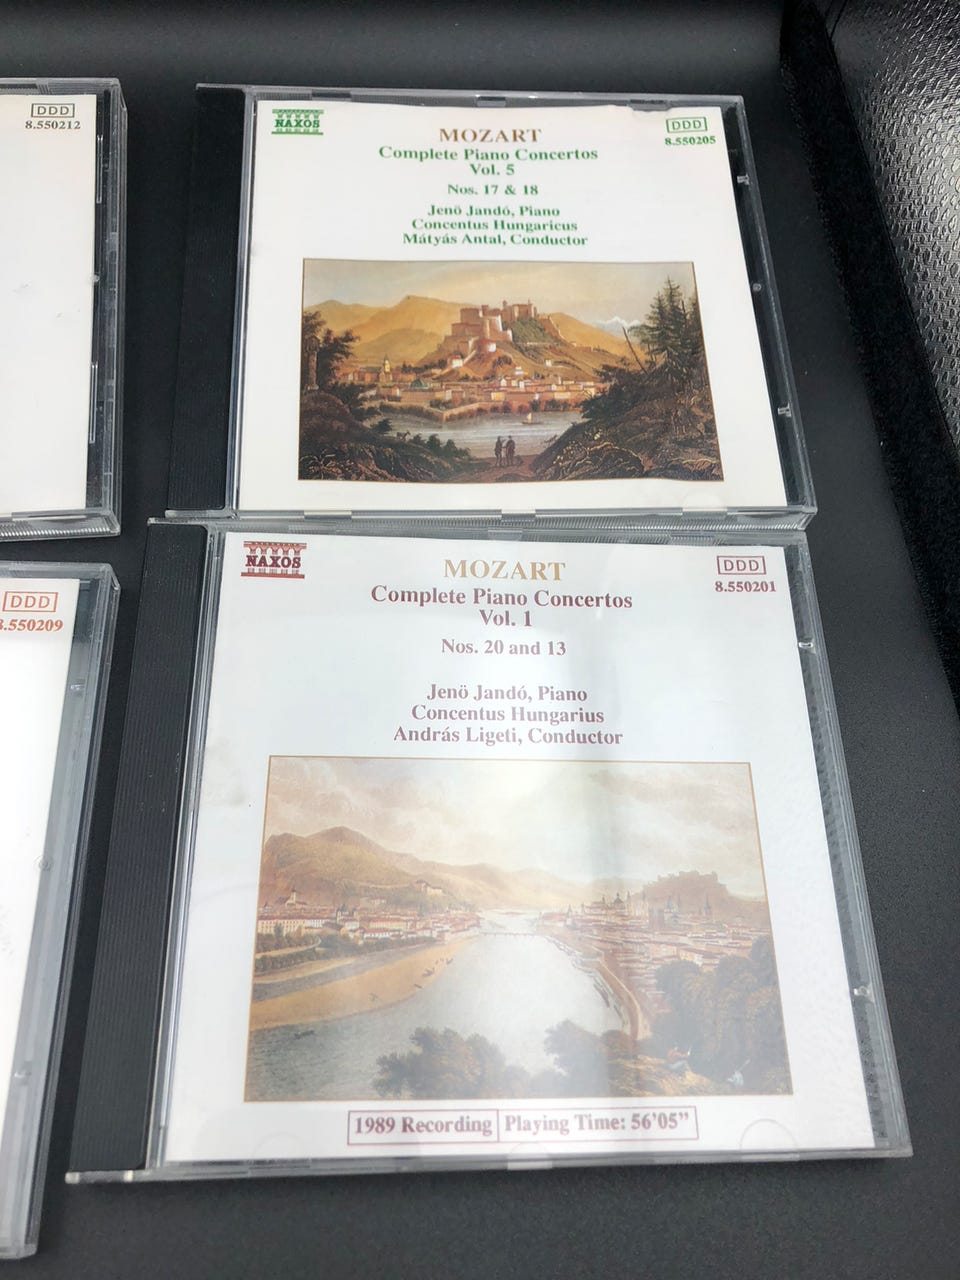 DDD
8.550212
NAXOS
MOZART
DDD
8.550205
Complete Piano Concertos
Vol. 5
Nos. 17 & 18
Jenö Jandó, Piano
Concentus Hungaricus
Mátyás Antal, Conductor
DDD
8.550209
NAXOS
MOZART
DDD
8.550201
Complete Piano Concertos
Vol. 1
Nos. 20 and 13
Jenö Jandó, Piano
Concentus Hungarius
András Ligeti, Conductor
1989 Recording Playing Time: 56'05”